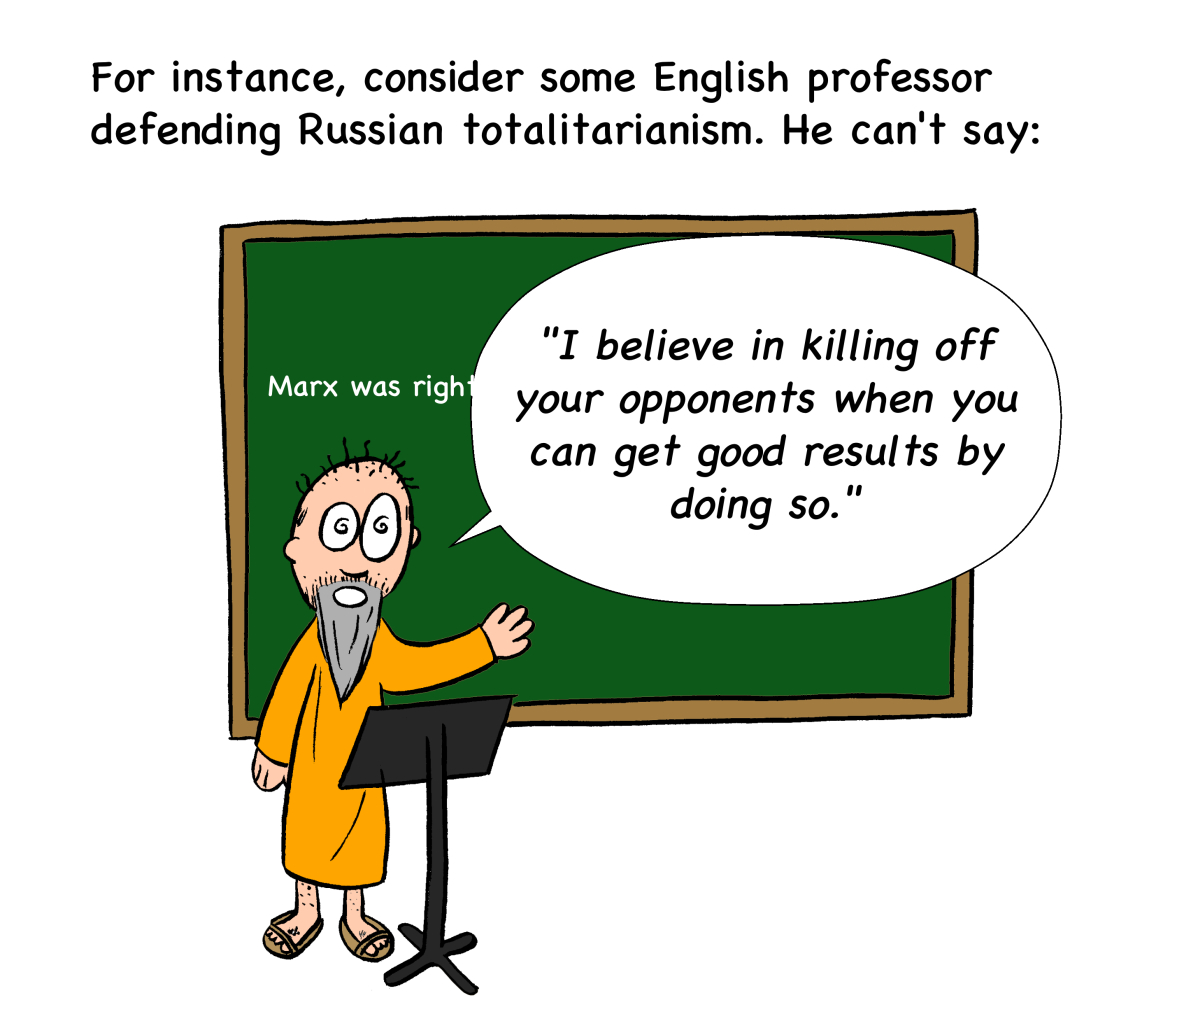 For instance, consider some English professor
defending Russian totalitarianism. He can't say:
Marx was right
"I believe in killing off
your opponents when you
can get good results by
doing so."